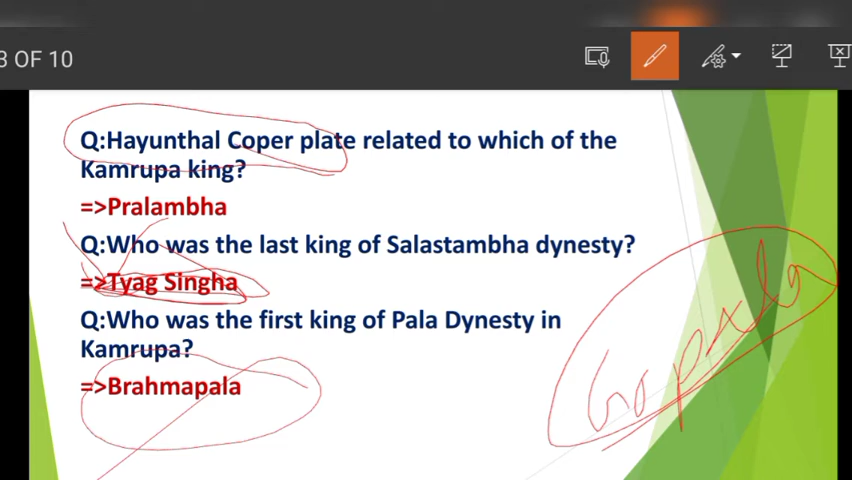 3 OF 10
Q:Hayunthal Coper plate related to which of the
Kamrupa king?
=>Pralambha
Q:Who was the last king of Salastambha dynesty?
=>Tyag Singha
Q:Who was the first king of Pala Dynesty in
Kamrupa?
=>Brahmapala
Gopala